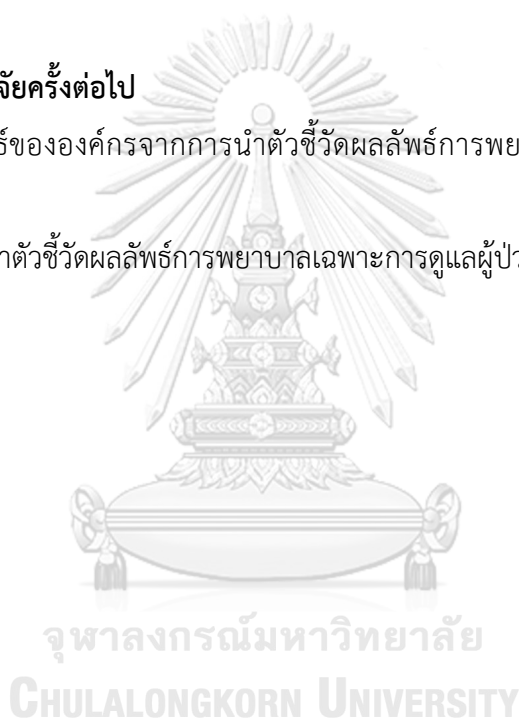 จัยครั้งต่อไป
ธ์ขององค์กรจากการนำตัวชี้วัดผลลัพธ์การพย
าตัวชี้วัดผลลัพธ์การพยาบาลเฉพาะการดูแลผู้ป่ว
จุฬาลงกรณ์มหาวิทยาลัย
CHULALONGKORN UNIVERSITY